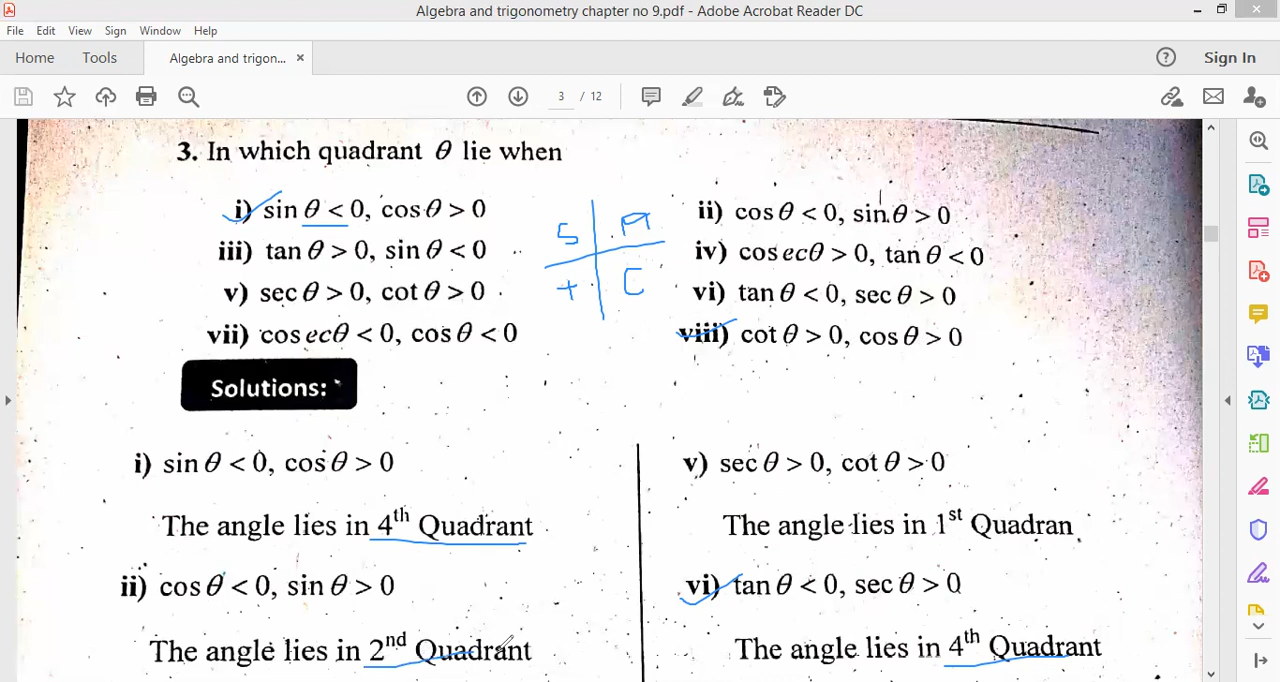 Algebra and trigonometry chapter no 9.pdf - Adobe Acrobat Reader DC
File Edit View Sign Window Help
Home Tools Algebra and trigon... × Sign In
3 / 12
3. In which quadrant θ lie when
i) sin θ < 0, cos θ > 0
ii) cos θ < 0, sin θ > 0
iii) tan θ > 0, sin θ < 0
iv) cosecθ > 0, tan θ < 0
v) sec θ > 0, cot θ > 0
vi) tan θ < 0, sec θ > 0
vii) cosecθ < 0, cos θ < 0
viii) cot θ > 0, cos θ > 0
S A
+ C
Solutions:
i) sin θ < 0, cos θ > 0
The angle lies in 4th Quadrant
ii) cos θ < 0, sin θ > 0
The angle lies in 2nd Quadrant
v) sec θ > 0, cot θ > 0
The angle lies in 1st Quadran
vi) tan θ < 0, sec θ > 0
The angle lies in 4th Quadrant